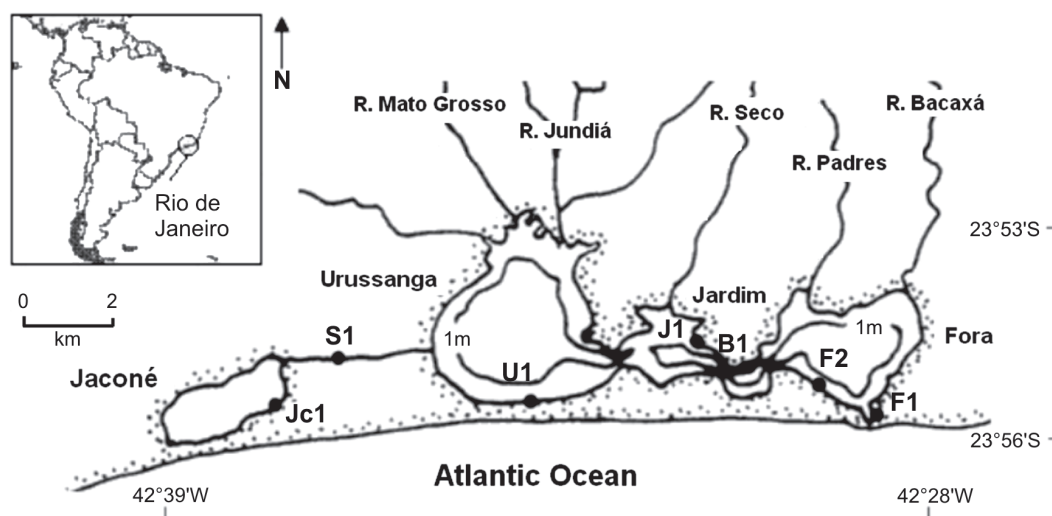 N
Rio de
Janeiro
0 2
km
R. Mato Grosso
R. Jundiá
R. Seco
R. Padres
R. Bacaxá
23°53'S
Urussanga
Jardim
1m
1m
Fora
S1
J1
B1
F2
Jaconé
U1
F1
Jc1
23°56'S
Atlantic Ocean
42°39'W
42°28'W